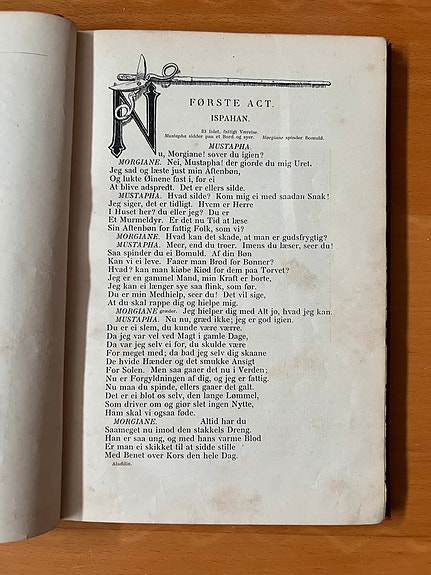 FØRSTE ACT.
ISPAHAN.
Et lidet, fattigt Værelse.
Mustapha sidder paa et Bord og syer. Morgiane spinder Bomuld.
MUSTAPHA.
Nu, Morgiane! sover du igien?
MORGIANE. Nei, Mustapha! der giorde du mig Uret.
Jeg sad og læste just min Aftenbøn,
Og lukte Øinene fast i, for ei
At blive adspredt. Det er ellers silde.
MUSTAPHA. Hvad silde? Kom mig ei med saadan Snak!
Jeg siger, det er tidligt. Hvem er Herre
I Huset her? du eller jeg? Du er
Et Murmeldyr. Er det nu Tid at læse
Sin Aftenbøn for fattig Folk, som vi?
MORGIANE. Hvad kan det skade, at man er gudsfrygtig?
MUSTAPHA. Meer, end du troer. Imens du læser, seer du!
Saa spinder du ei Bomuld. Af din Bøn
Kan vi ei leve. Faaer man Brød for Bønner?
Hvad? kan man kiøbe Kiød for dem paa Torvet?
Jeg er en gammel Mand, min Kraft er borte,
Jeg kan ei længer sye saa flink, som før.
Du er min Medhielp, seer du! Det vil sige,
At du skal rappe dig og hielpe mig.
MORGIANE græder. Jeg hielper dig med Alt jo, hvad jeg kan.
MUSTAPHA. Nu nu, græd ikke; jeg er god igien.
Du er ei slem, du kunde være værre.
Da jeg var vel ved Magt i gamle Dage,
Da var jeg selv ei for, du skulde være
For meget med; da bad jeg selv dig skaane
De hvide Hænder og det smukke Ansigt
For Solen. Men saa gaaer det nu i Verden;
Nu er Forgyldningen af dig, og jeg er fattig.
Nu maa du spinde, ellers gaaer det galt.
Det er ei blot os selv, den lange Lømmel,
Som driver om og giør slet ingen Nytte,
Ham skal vi ogsaa føde.
MORGIANE. Altid har du
Saameget nu imod den stakkels Dreng.
Han er saa ung, og med hans varme Blod
Er man ei skikket til at sidde stille
Med Benet over Kors den hele Dag.
Aladdin.